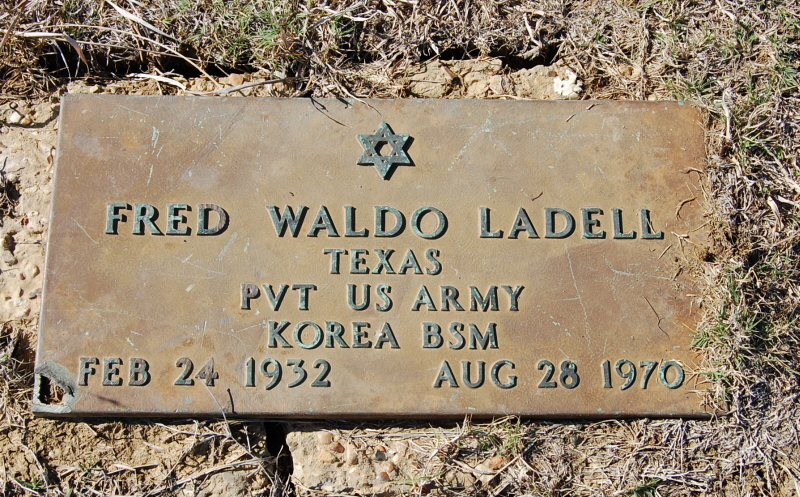 FRED WALDO LADELL
TEXAS
PVT US ARMY
KOREA BSM
FEB 24 1932 AUG 28 1970